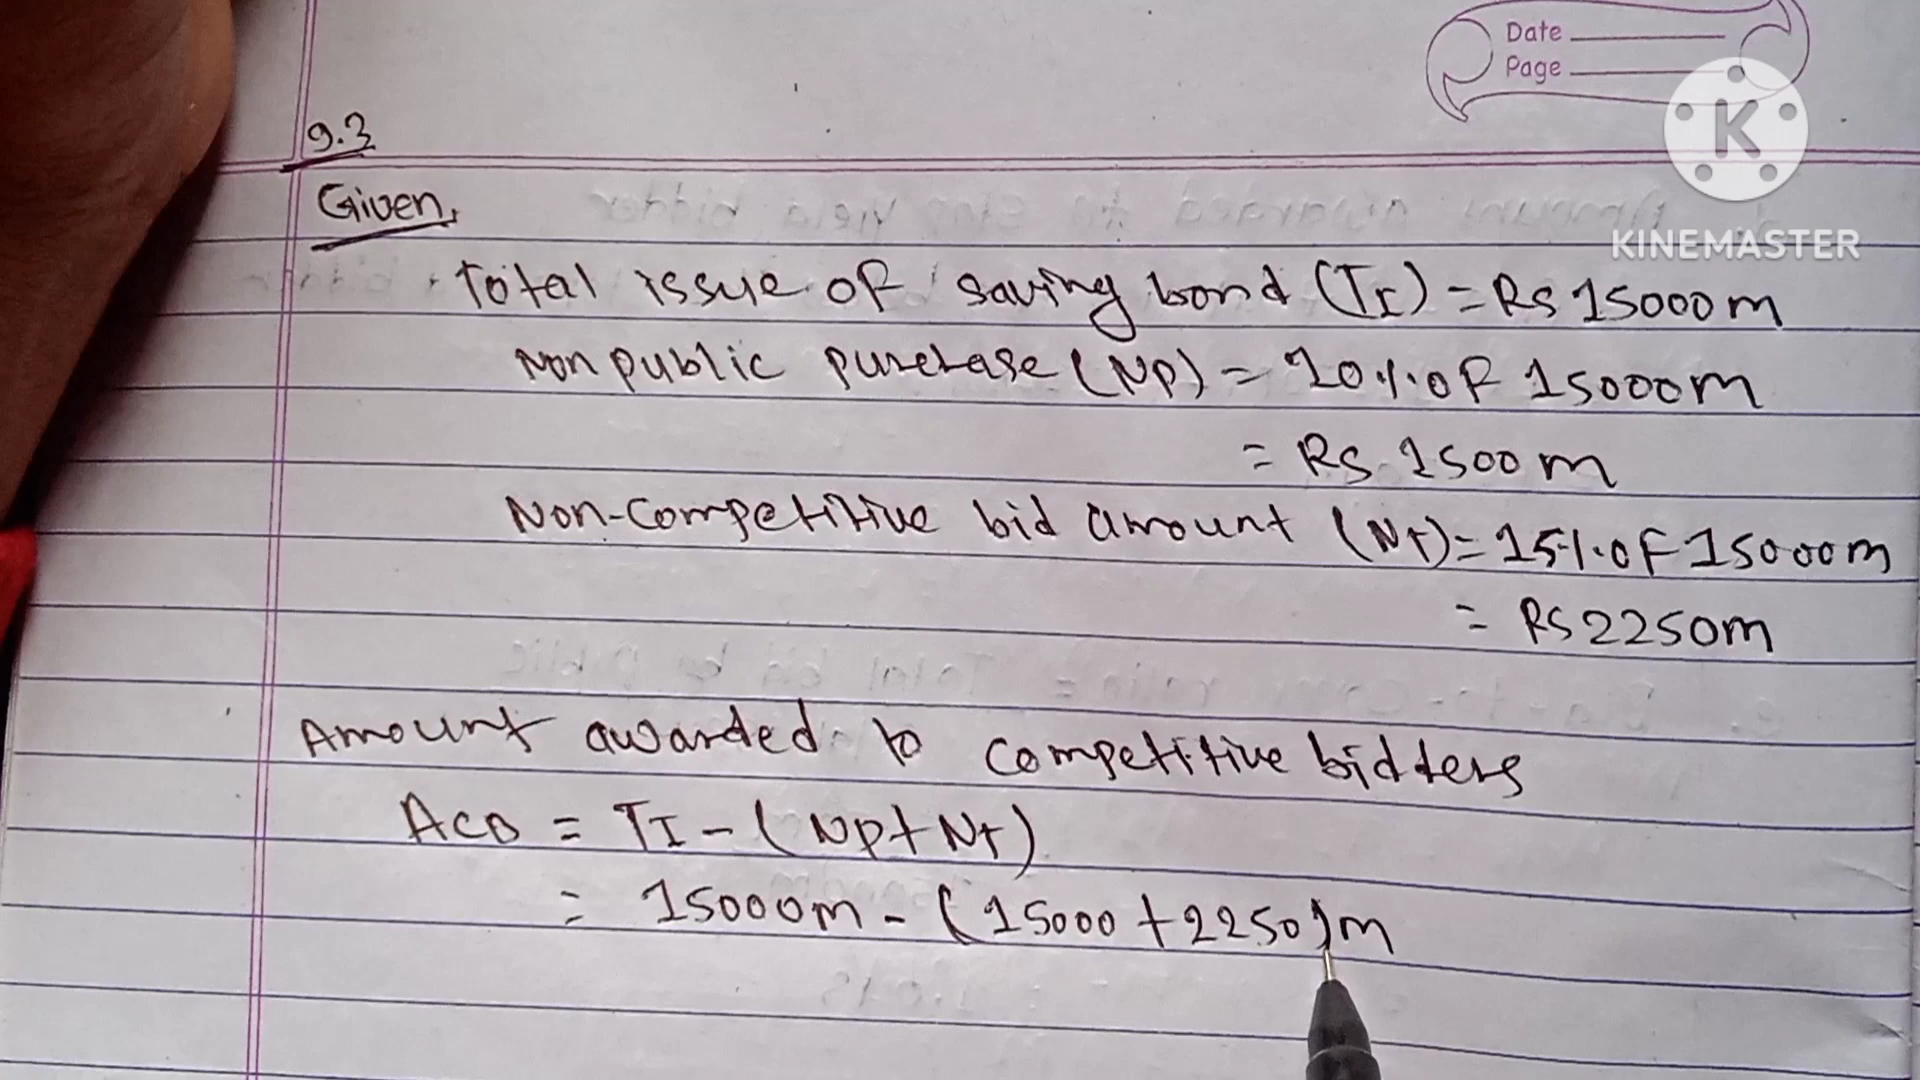 Date
Page
K
KINEMASTER
9.3
Given,
Total issue of saving bond (TI) = Rs 15000m
Non public purchase (Np) = 10% of 15000m
= Rs 1500m
Non-competitive bid amount (NT) = 15% of 15000m
= Rs 2250m
Amount awarded to competitive bidders
ACB = TI - (Np + NT)
= 15000m - (15000 + 2250)m